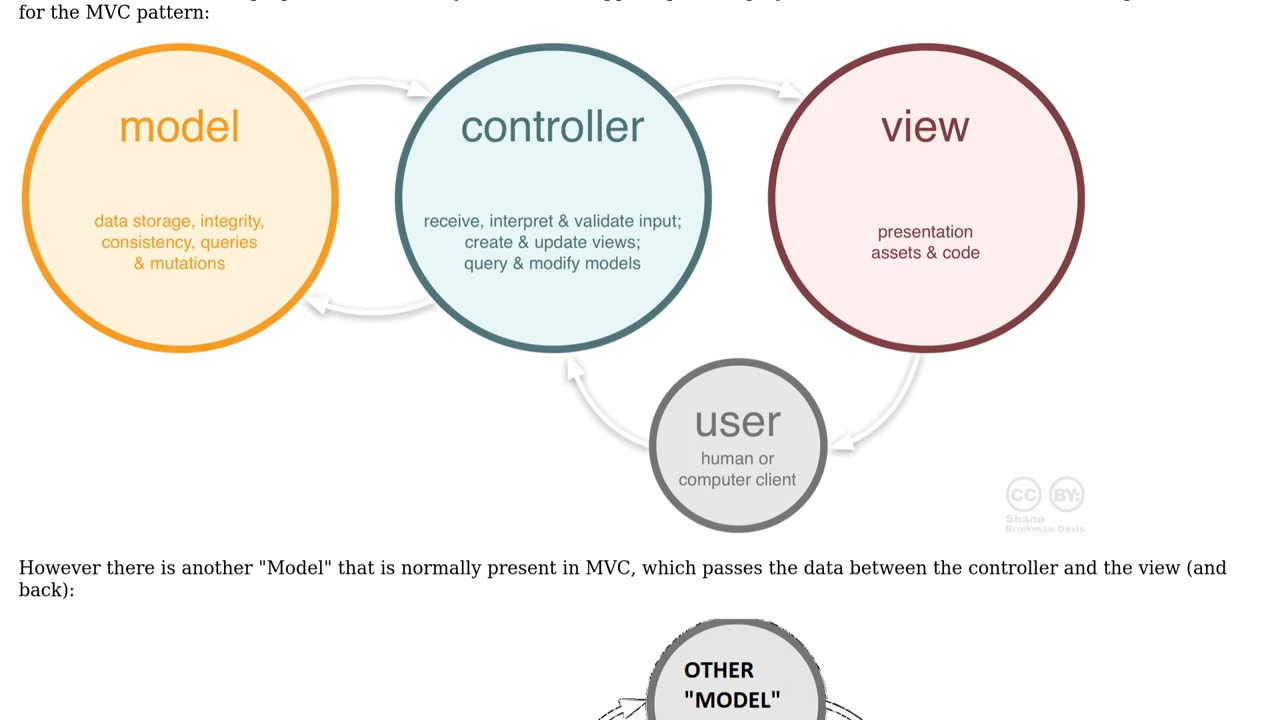 for the MVC pattern:
model
data storage, integrity,
consistency, queries
& mutations
controller
receive, interpret & validate input;
create & update views;
query & modify models
view
presentation
assets & code
user
human or
computer client
CC BY:
Shane
Brinkman-Davis
However there is another "Model" that is normally present in MVC, which passes the data between the controller and the view (and
back):
OTHER
"MODEL"